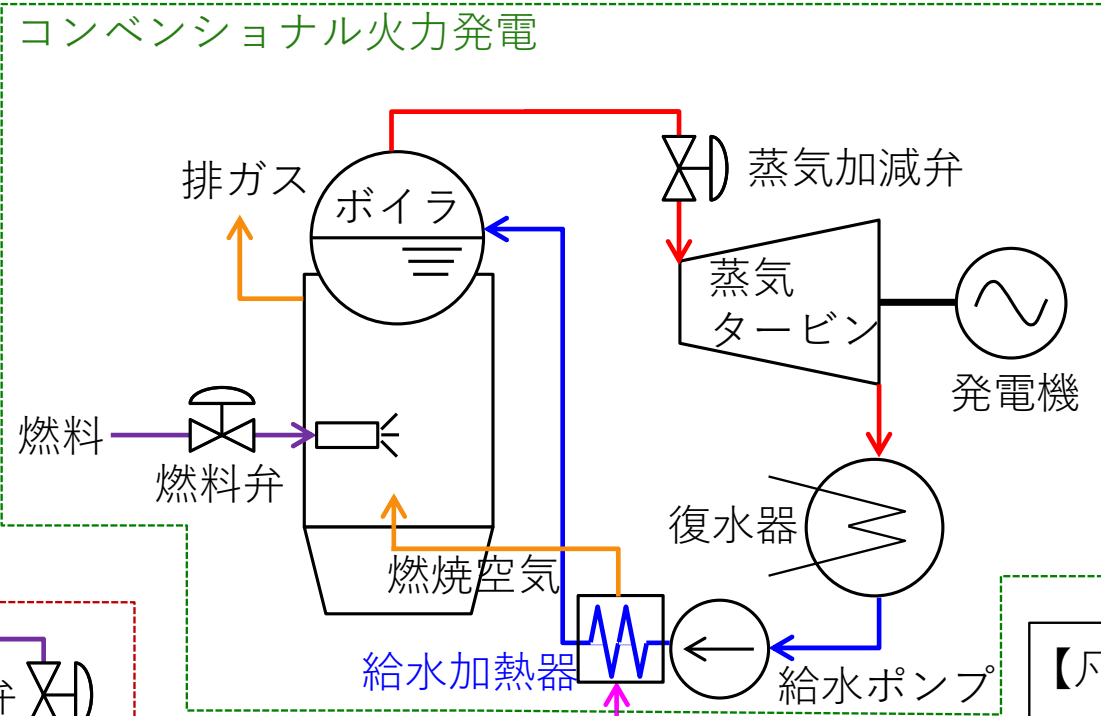 コンベンショナル火力発電
排ガス
ボイラ
蒸気加減弁
蒸気
タービン
発電機
燃料
燃料弁
復水器
燃焼空気
給水加熱器
給水ポンプ
弁
【凡